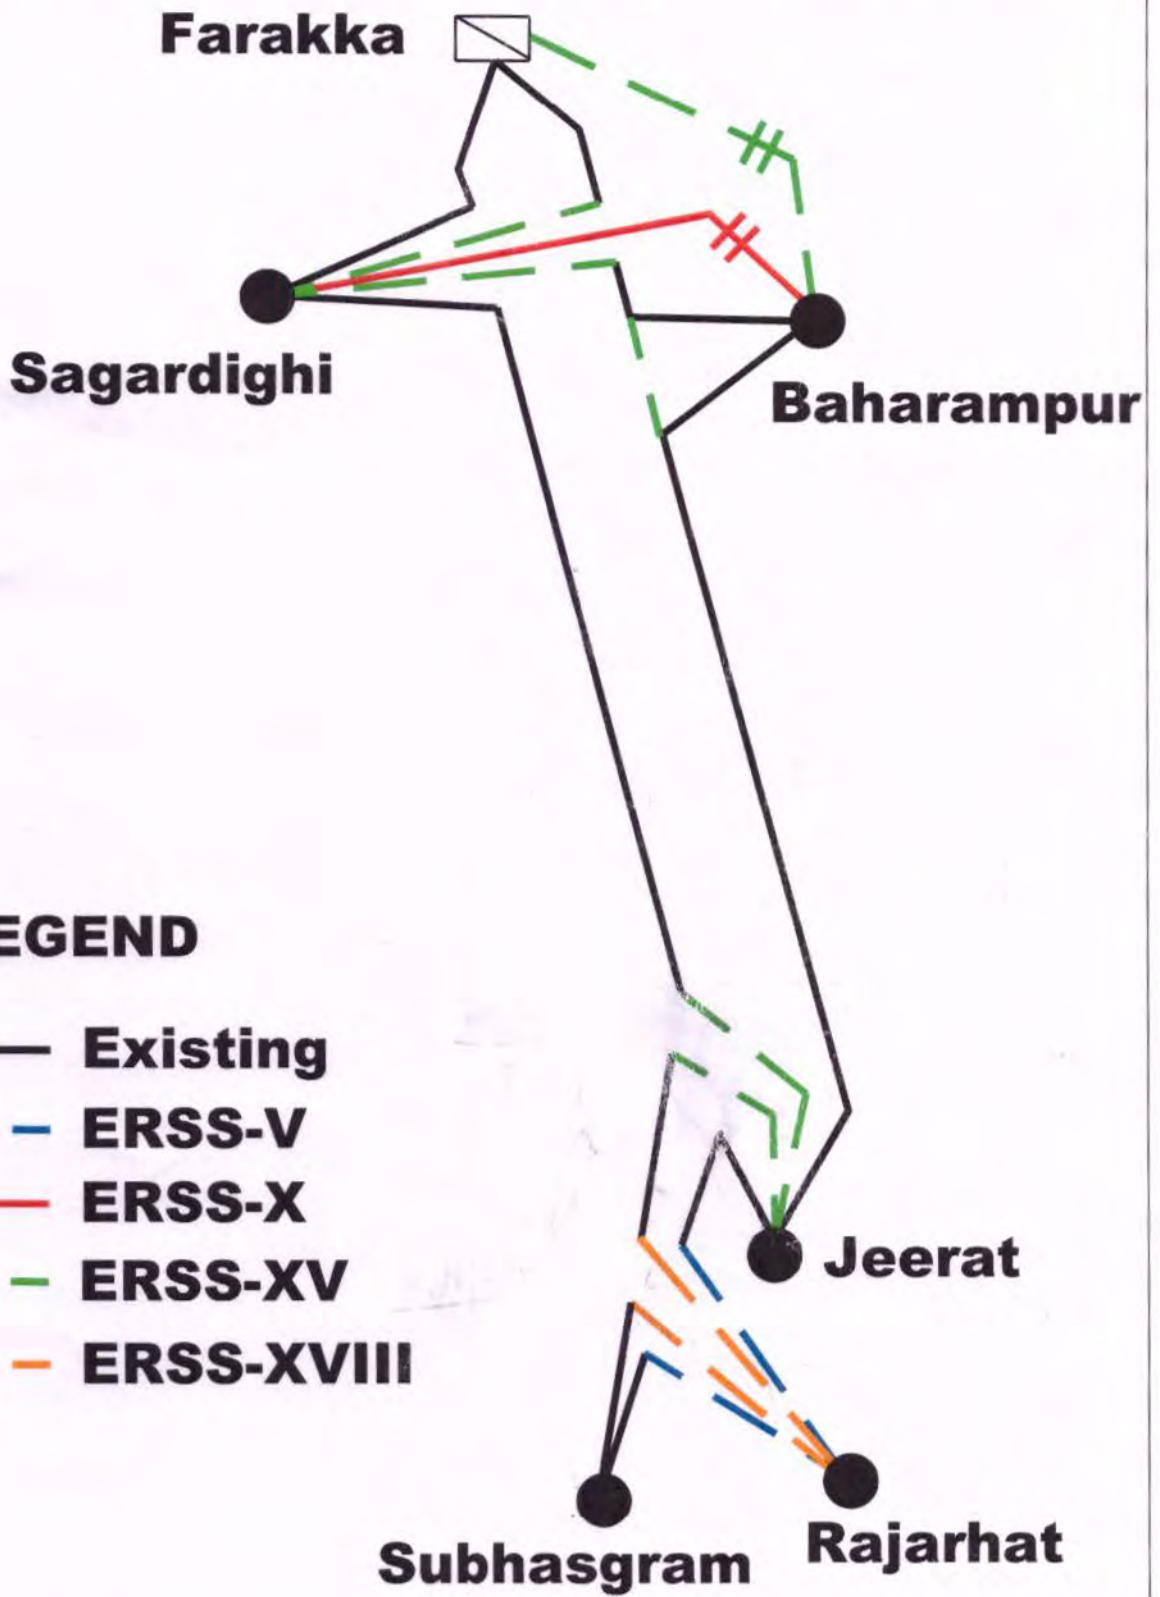 Farakka
Sagardighi
Baharampur
EGEND
Existing
ERSS-V
ERSS-X
ERSS-XV
ERSS-XVIII
Jeerat
Rajarhat
Subhasgram